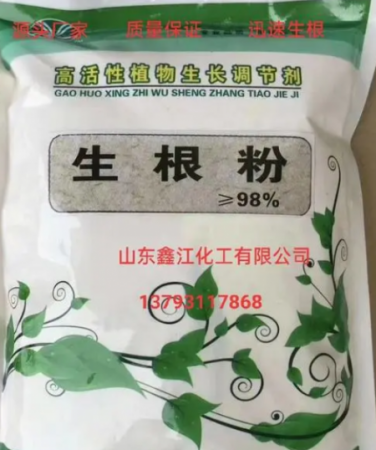 源头厂家 质量保证 迅速生根
高活性植物生长调节剂
GAO HUO XING ZHI WU SHENG ZHANG TIAO JIE JI
生根粉
≥98%
山东鑫江化工有限公司
13793117868